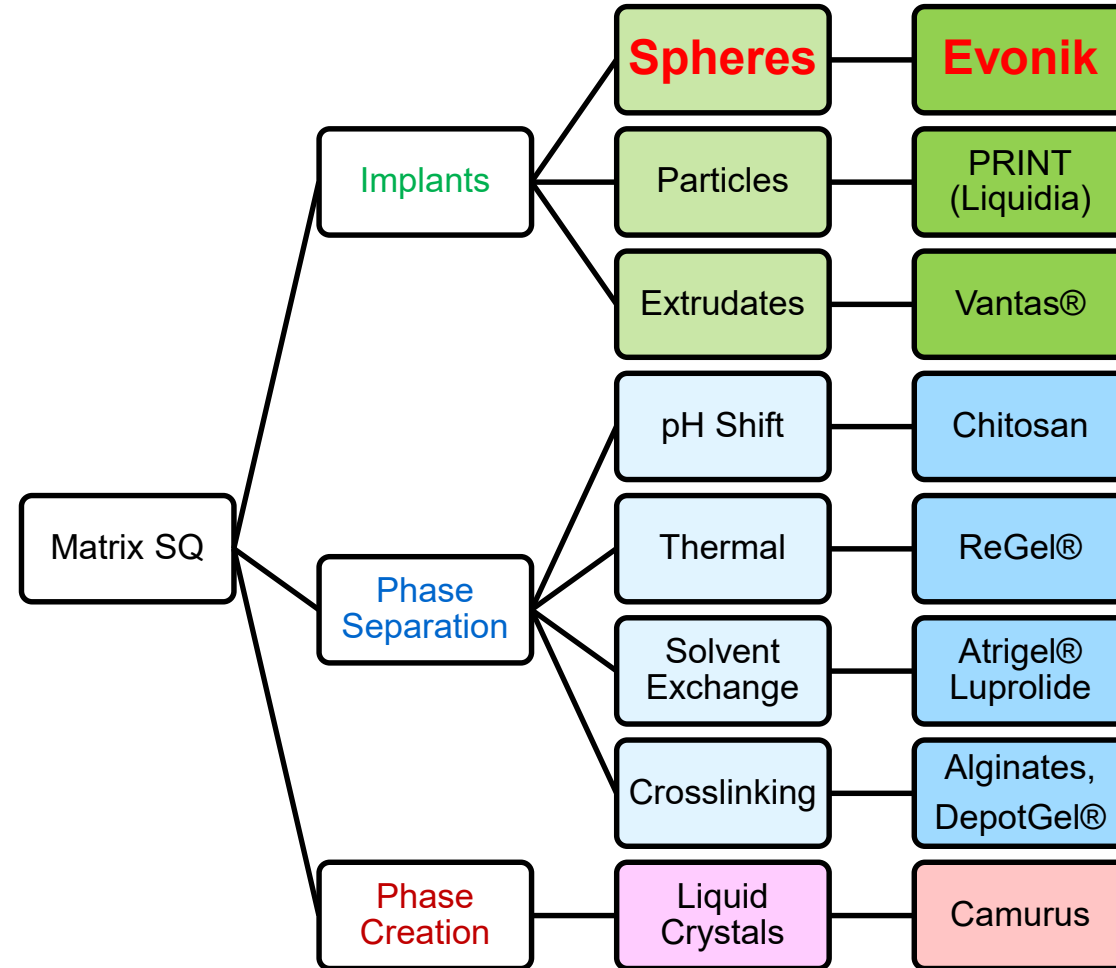 Spheres
Evonik
Implants
Particles
PRINT
(Liquidia)
Extrudates
Vantas®
pH Shift
Chitosan
Matrix SQ
Thermal
ReGel®
Phase
Separation
Solvent
Exchange
Atrigel®
Luprolide
Crosslinking
Alginates,
DepotGel®
Phase
Creation
Liquid
Crystals
Camurus